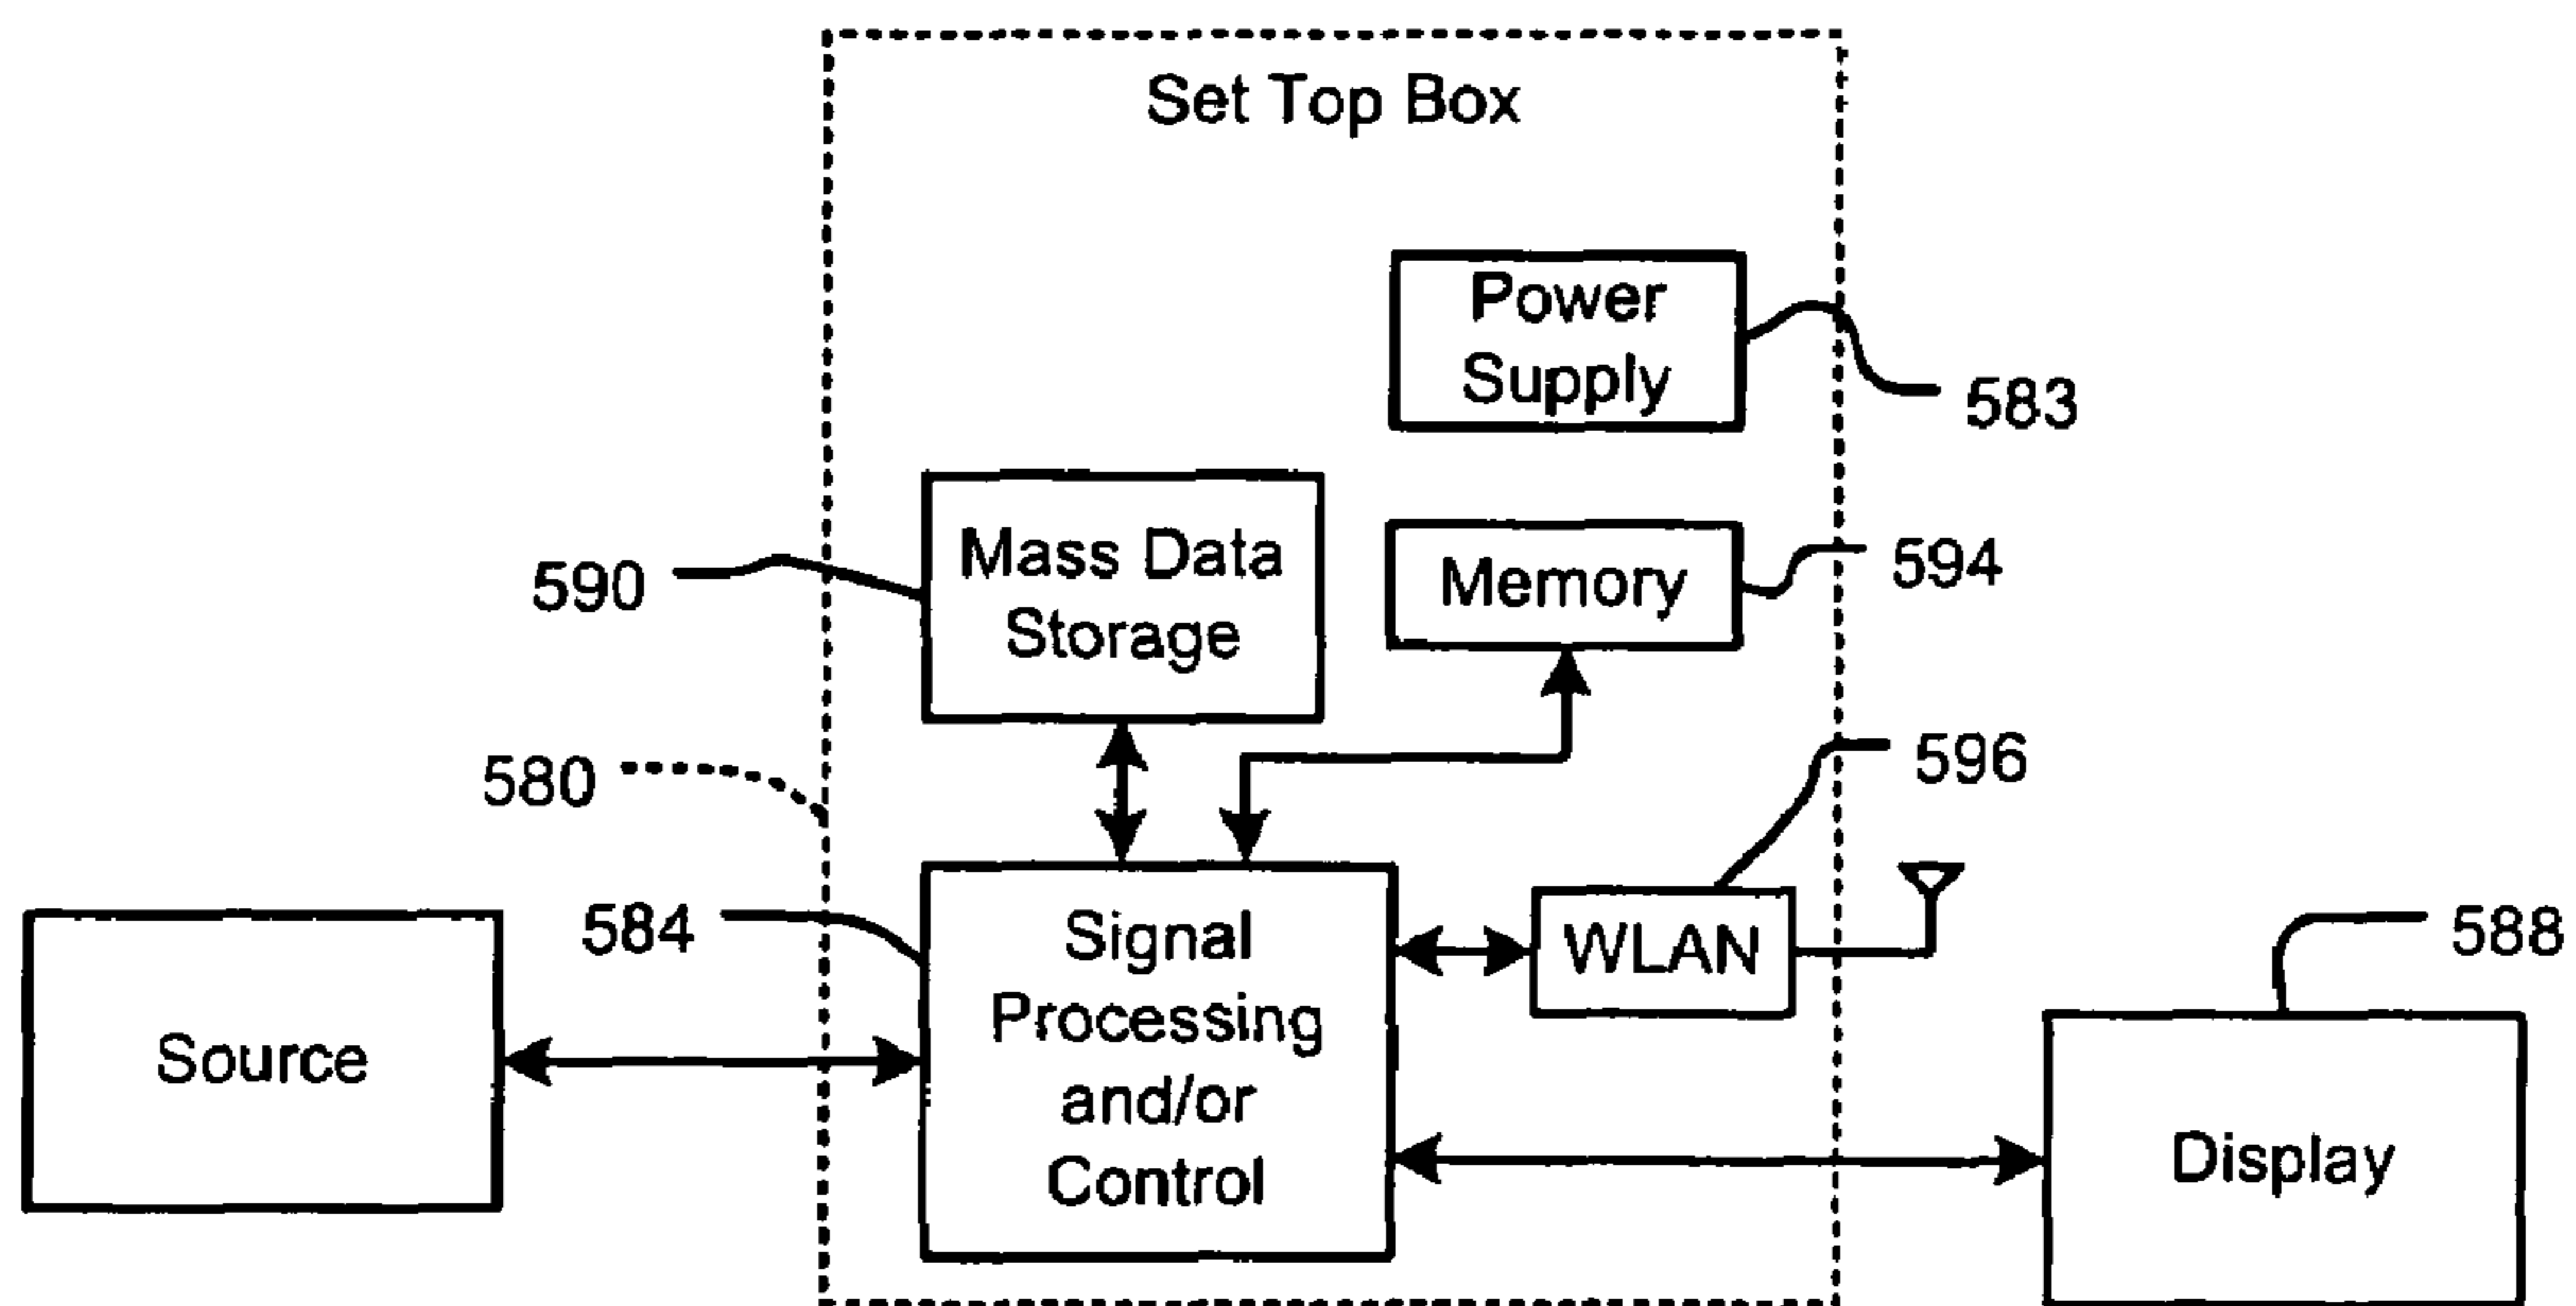 Set Top Box
Power
Supply
583
Mass Data
Storage
590
Memory
594
580
596
584
Signal
Processing
and/or
Control
WLAN
588
Source
Display